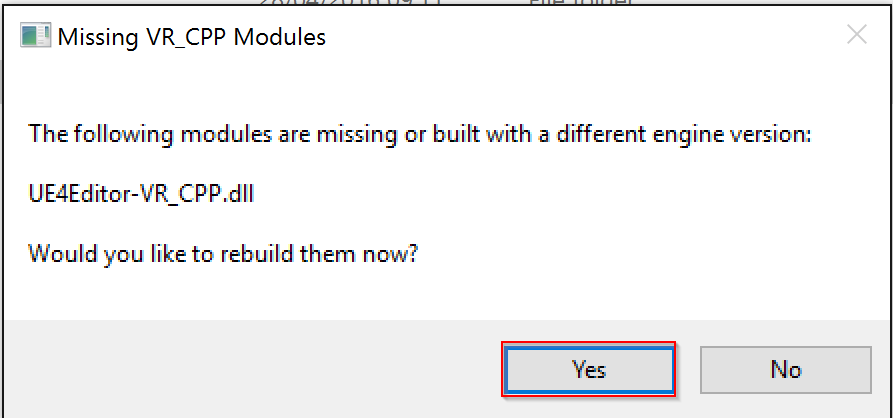 Missing VR_CPP Modules
The following modules are missing or built with a different engine version:
UE4Editor-VR_CPP.dll
Would you like to rebuild them now?
Yes
No